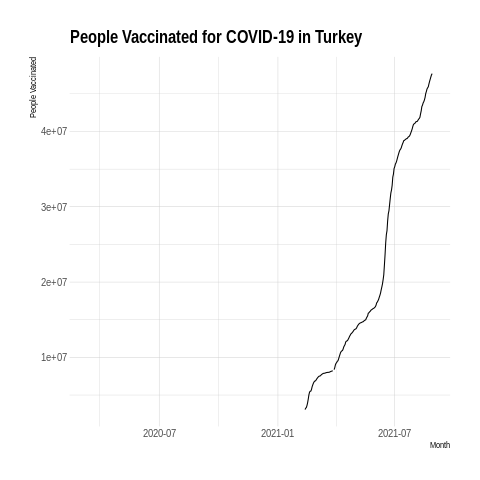 People Vaccinated for COVID-19 in Turkey
People Vaccinated
4e+07
3e+07
2e+07
1e+07
2020-07 2021-01 2021-07
Month